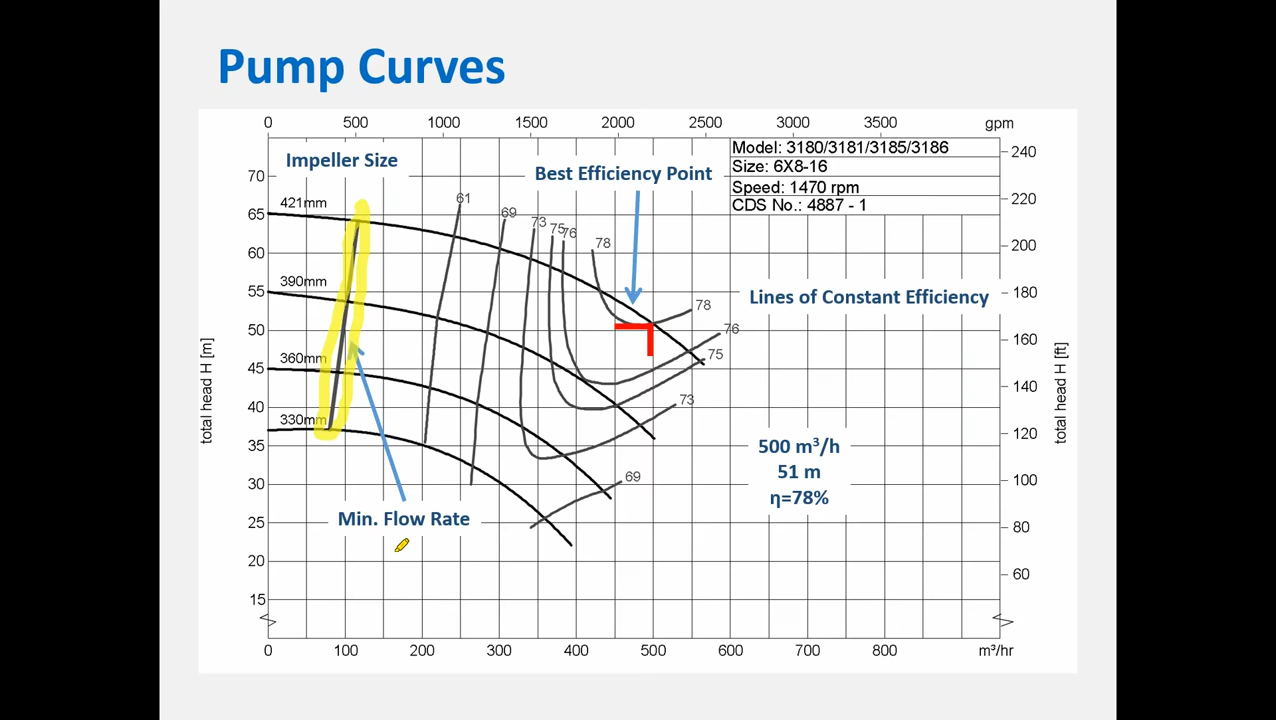 Pump Curves
0 500 1000 1500 2000 2500 3000 3500 gpm
Model: 3180/3181/3185/3186
Size: 6X8-16
Speed: 1470 rpm
CDS No.: 4887 - 1
Impeller Size
Best Efficiency Point
Lines of Constant Efficiency
70
65
60
55
50
45
40
35
30
25
20
15
total head H [m]
421mm
390mm
360mm
330mm
61
69
73
75
76
78
78
76
75
73
69
240
220
200
180
160
140
120
100
80
60
total head H [ft]
500 m³/h
51 m
η=78%
Min. Flow Rate
0 100 200 300 400 500 600 700 800 m³/hr